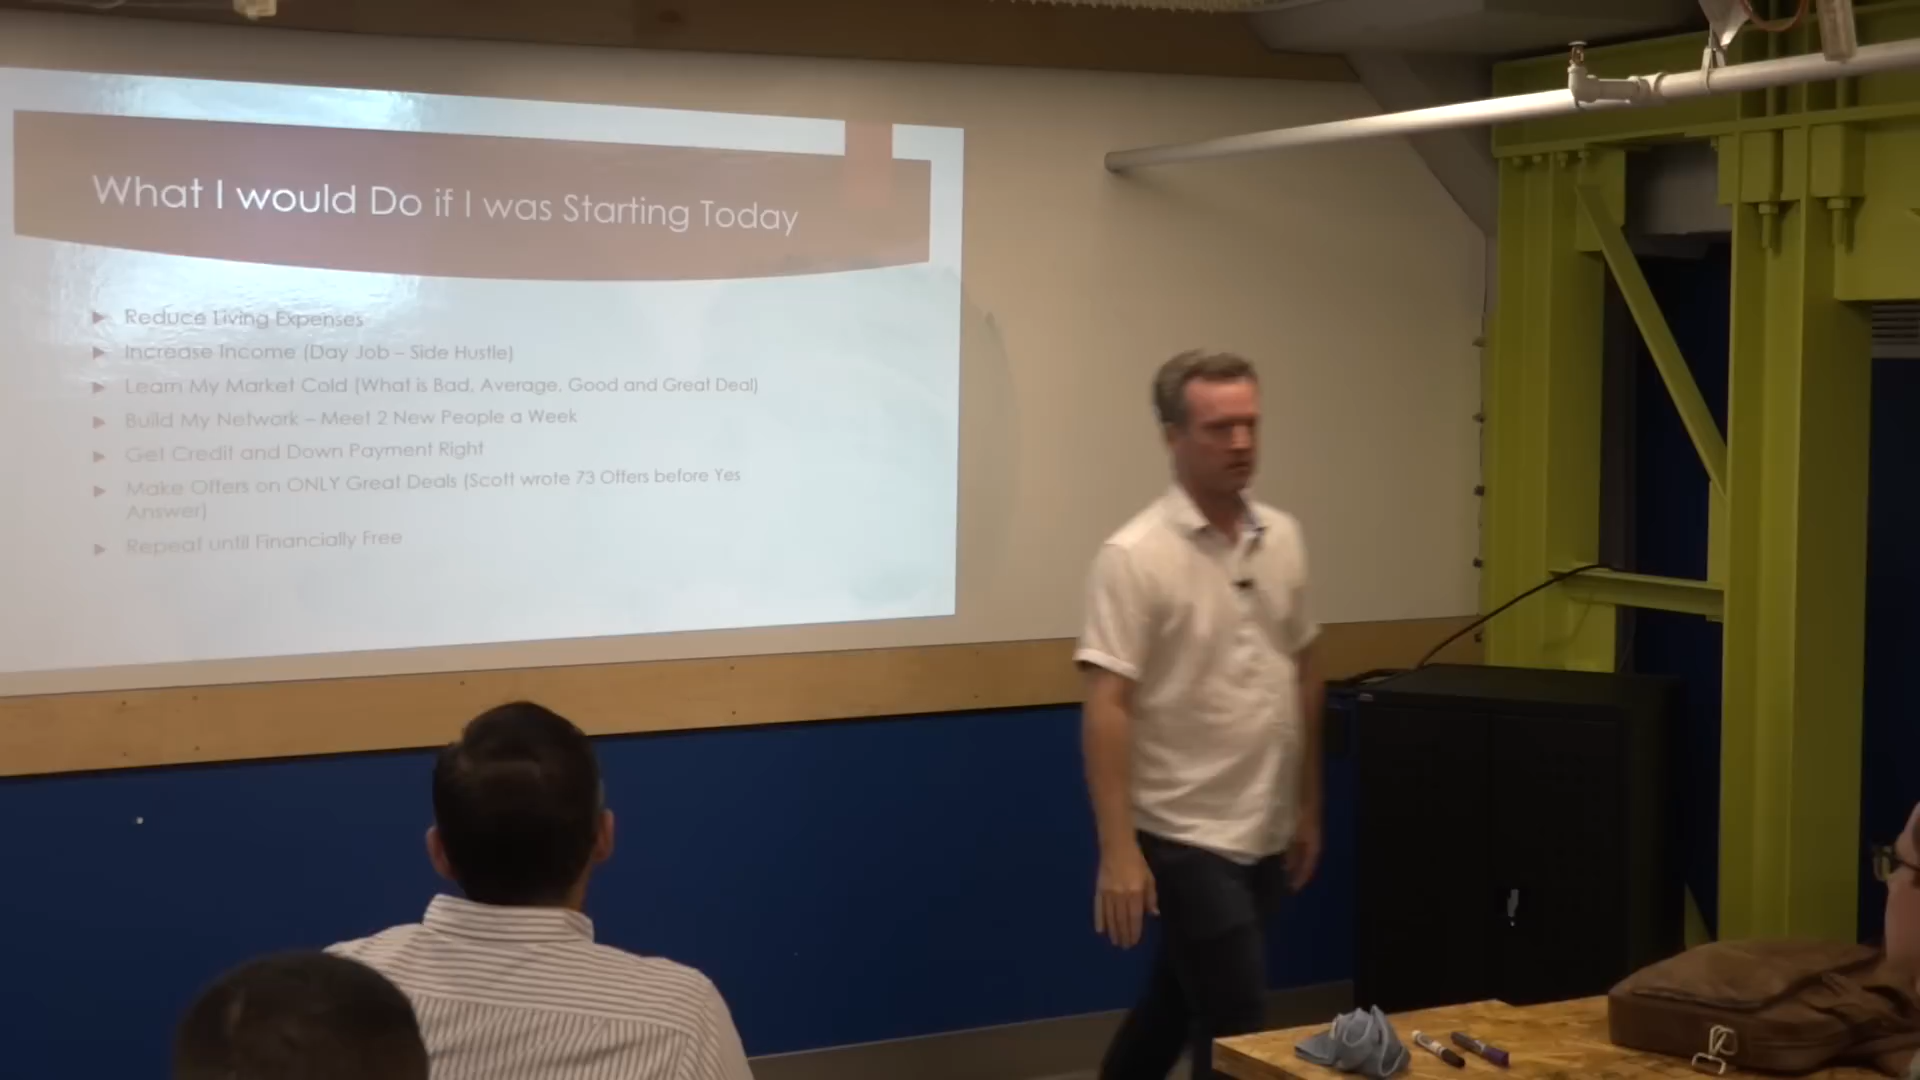 What I would Do if I was Starting Today
Reduce Living Expenses
Increase Income (Day Job – Side Hustle)
Learn My Market Cold (What is Bad, Average, Good and Great Deal)
Build My Network – Meet 2 New People a Week
Get Credit and Down Payment Right
Make Offers on ONLY Great Deals (Scott wrote 73 Offers before Yes
Answer)
Repeat until Financially Free